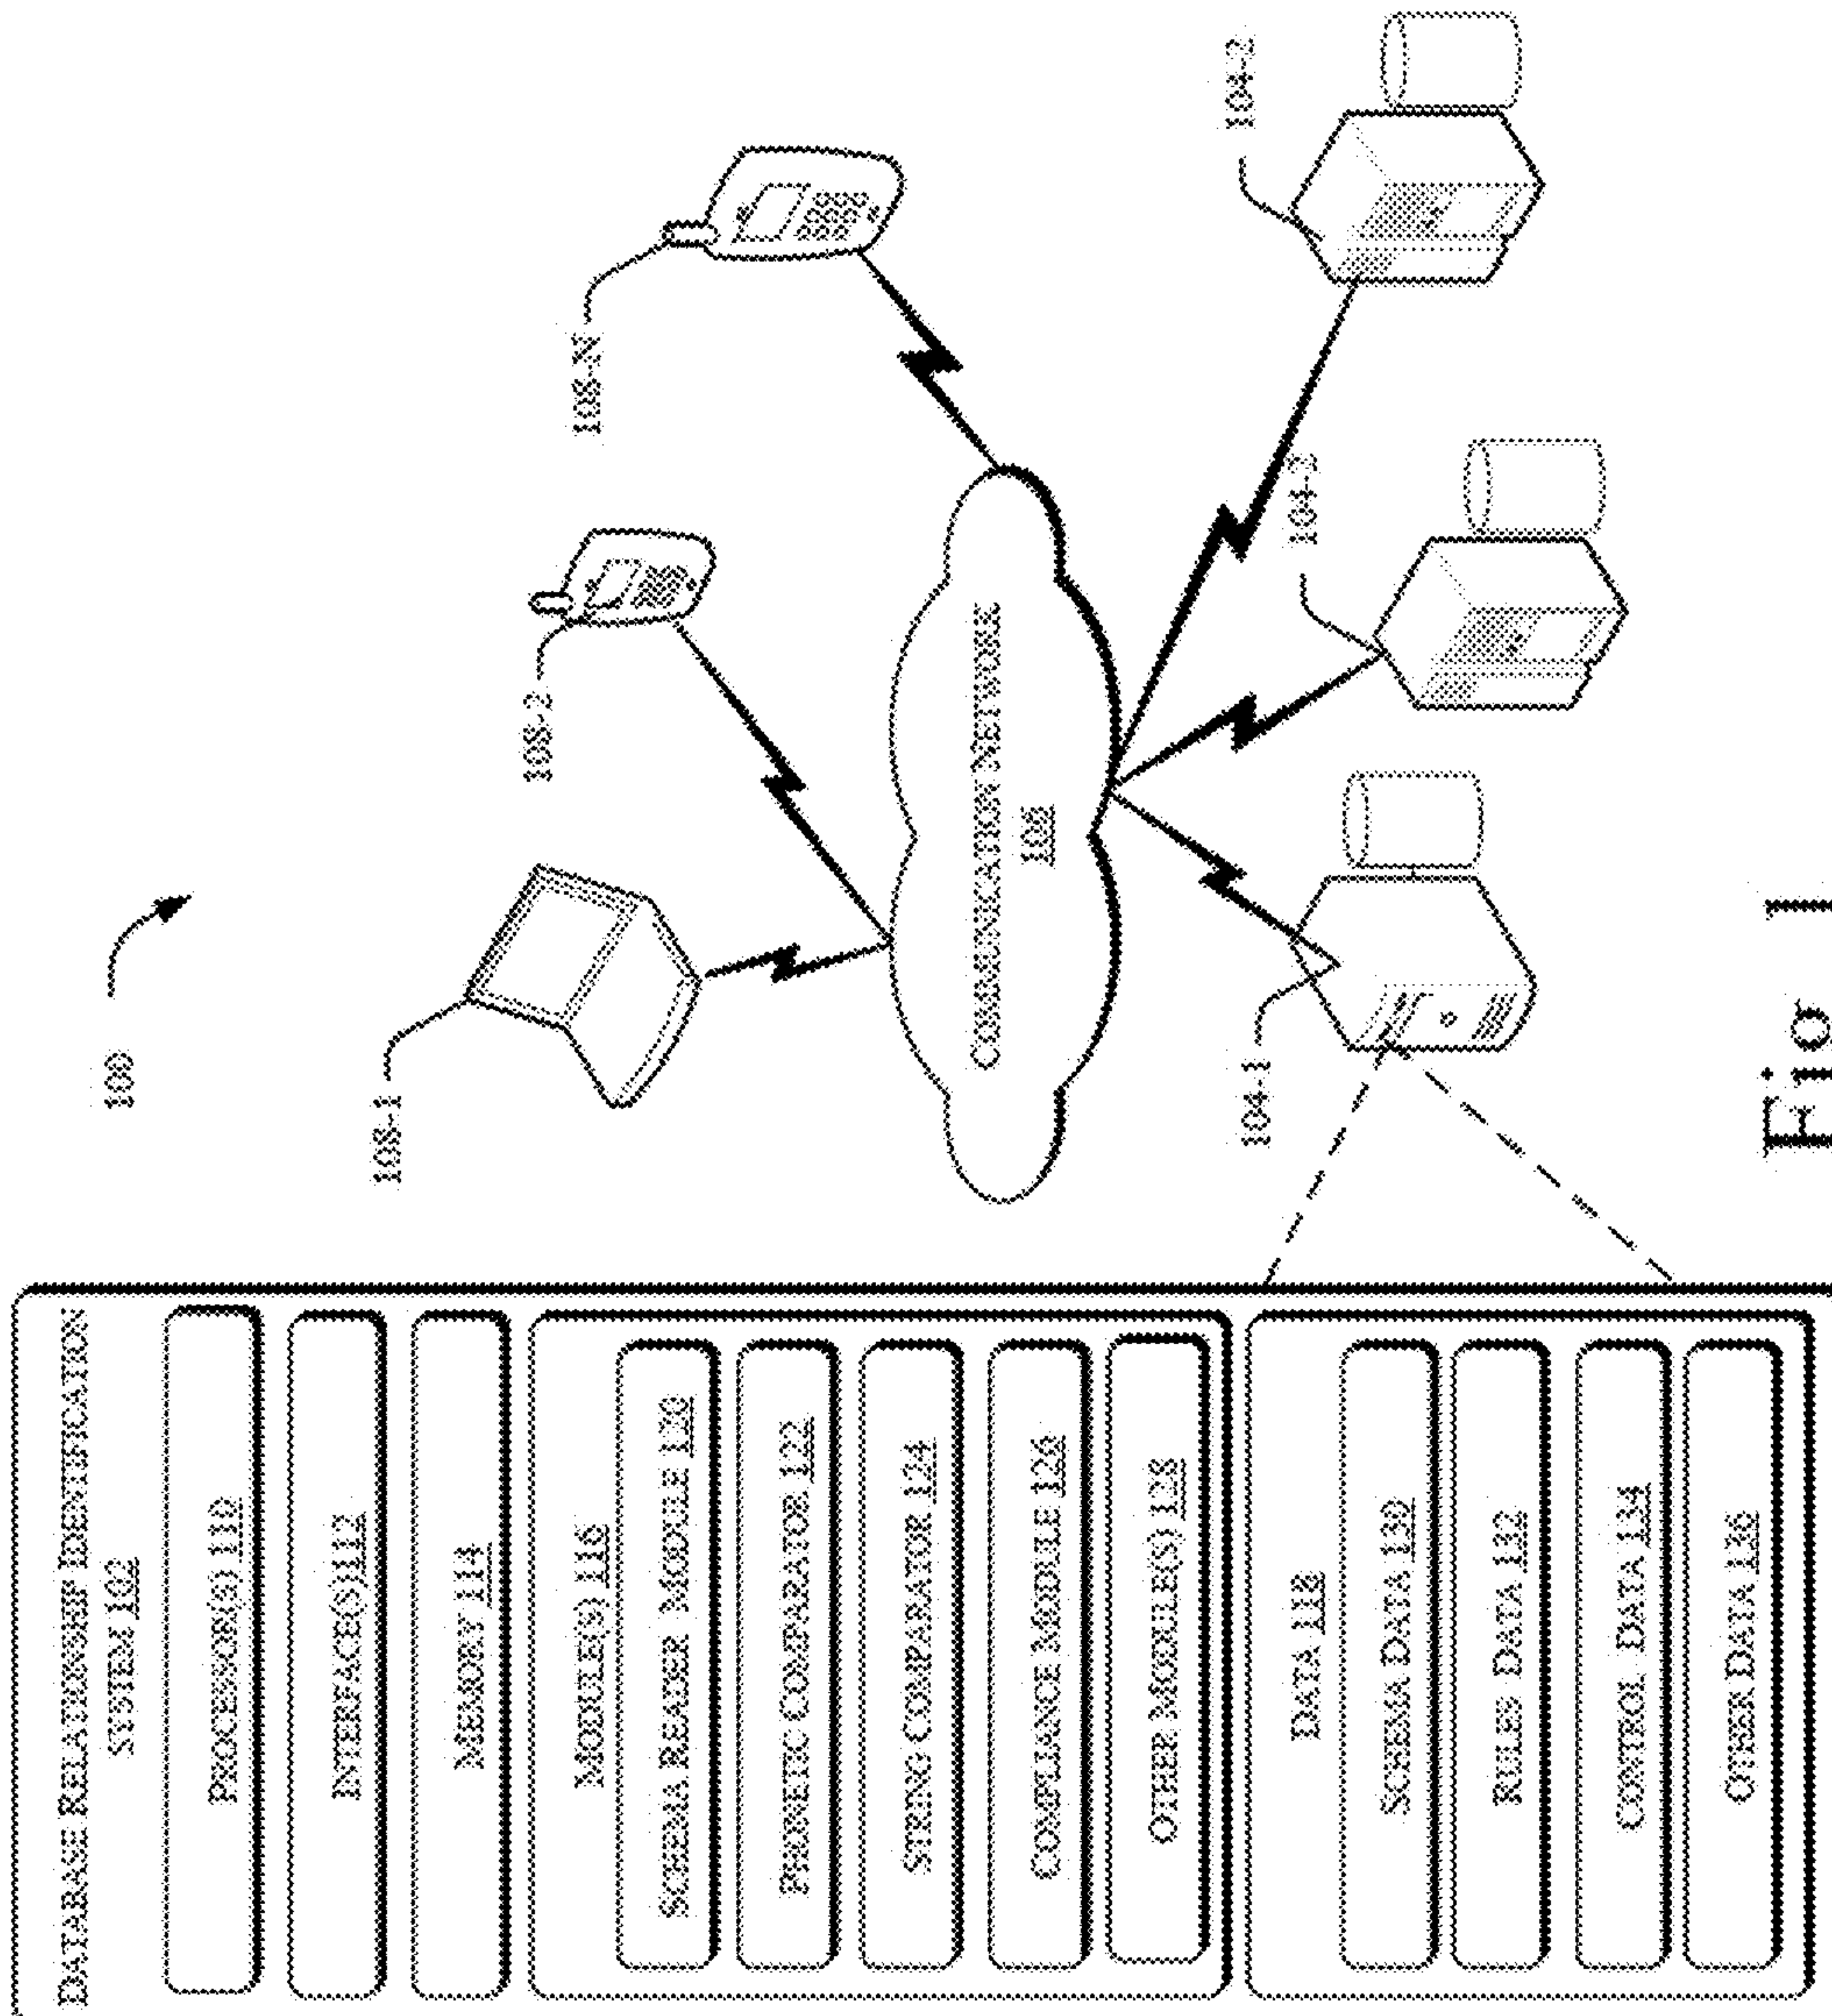 DATABASE RELATIONSHIP IDENTIFICATION
SYSTEM 102
PROCESSOR(S) 110
INTERFACE(S)112
MEMORY 114
MODULE(S) 116
SCHEMA READER MODULE 120
PHONETIC COMPARATOR 122
STRING COMPARATOR 124
COMPLIANCE MODULE 126
OTHER MODULE(S) 128
DATA 118
SCHEMA DATA 130
RULES DATA 132
CONTROL DATA 134
OTHER DATA 136
100
108-1
108-2
108-N
COMMUNICATION NETWORK
106
104-1
104-3
104-2
Fig 1